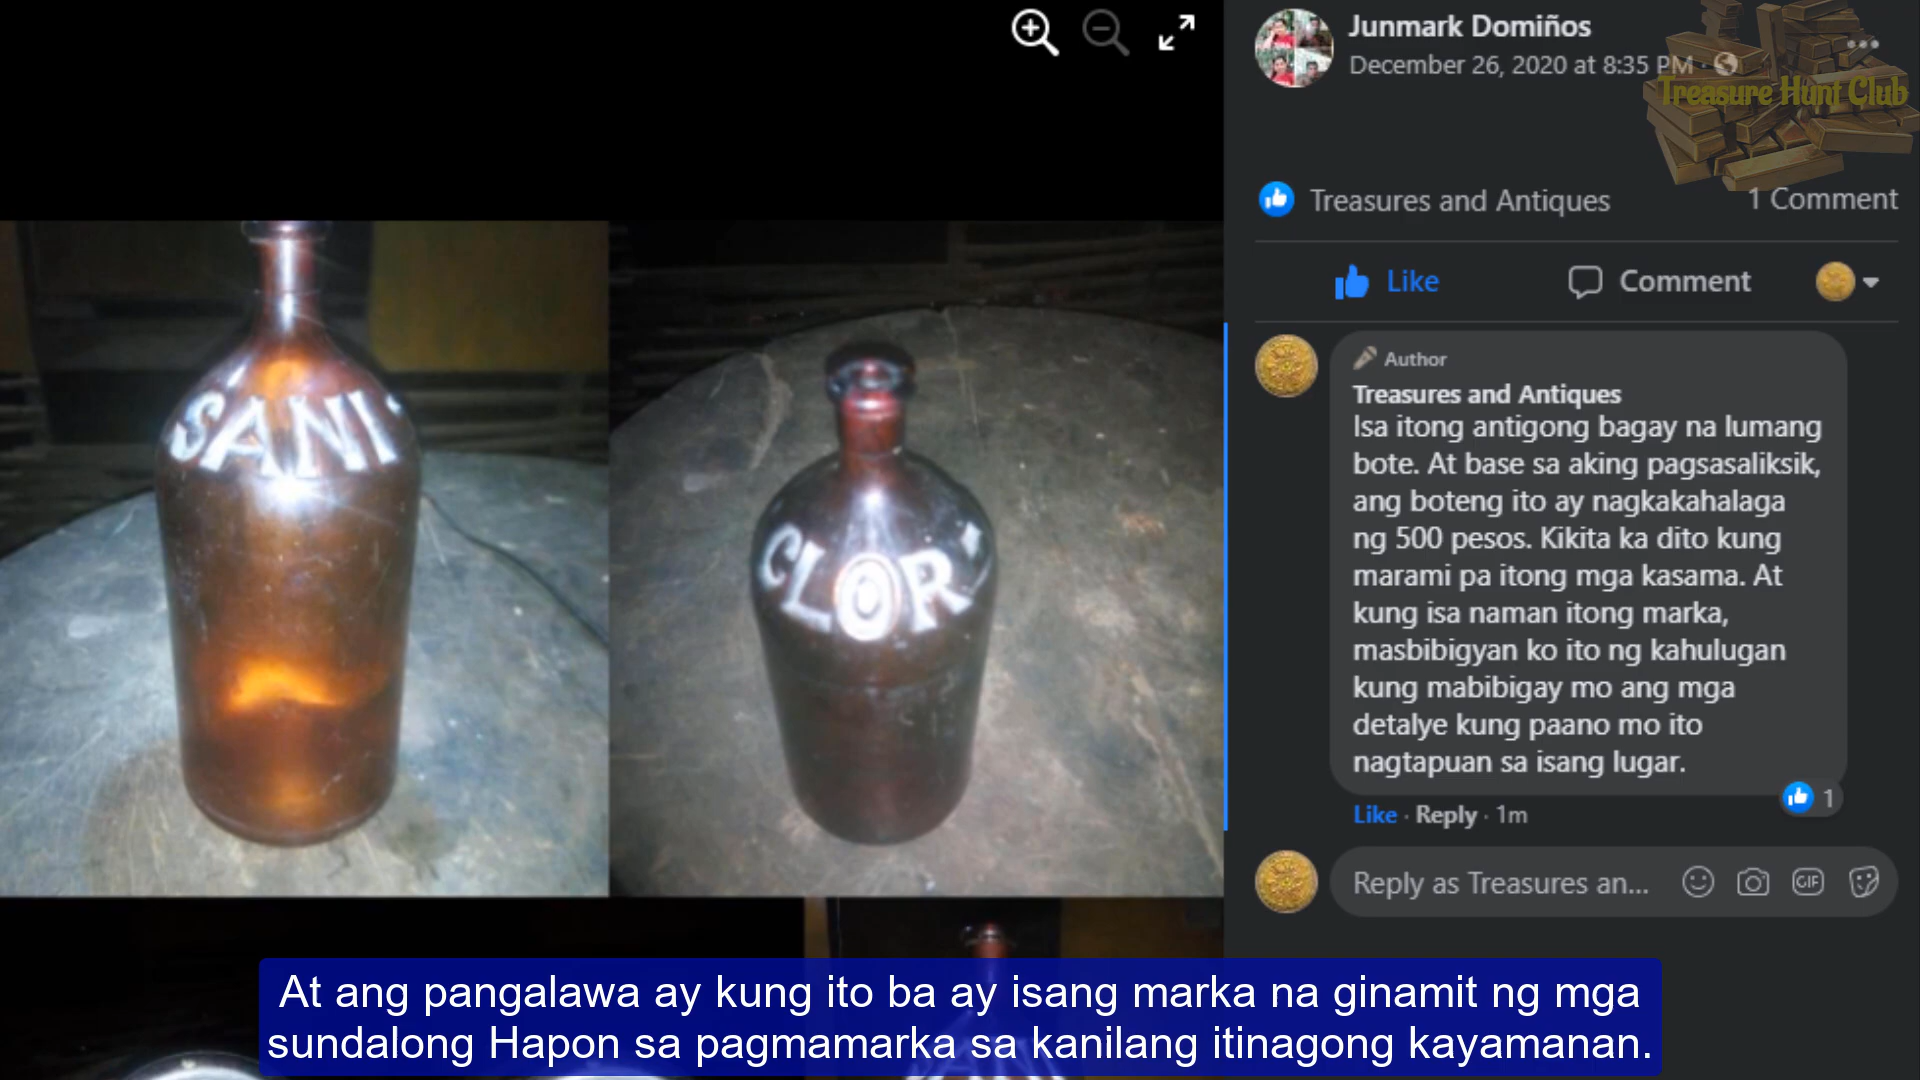 Junmark Domiños
December 26, 2020 at 8:35 PM
Treasure Hunt Club
Treasures and Antiques
1 Comment
Like
Comment
Author
Treasures and Antiques
Isa itong antigong bagay na lumang
bote. At base sa aking pagsasaliksik,
ang boteng ito ay nagkakahalaga
ng 500 pesos. Kikita ka dito kung
marami pa itong mga kasama. At
kung isa naman itong marka,
masbibigyan ko ito ng kahulugan
kung mabibigay mo ang mga
detalye kung paano mo ito
nagtapuan sa isang lugar.
1
Like · Reply · 1m
Reply as Treasures an...
GIF
SANI
CLOR
At ang pangalawa ay kung ito ba ay isang marka na ginamit ng mga
sundalong Hapon sa pagmamarka sa kanilang itinagong kayamanan.